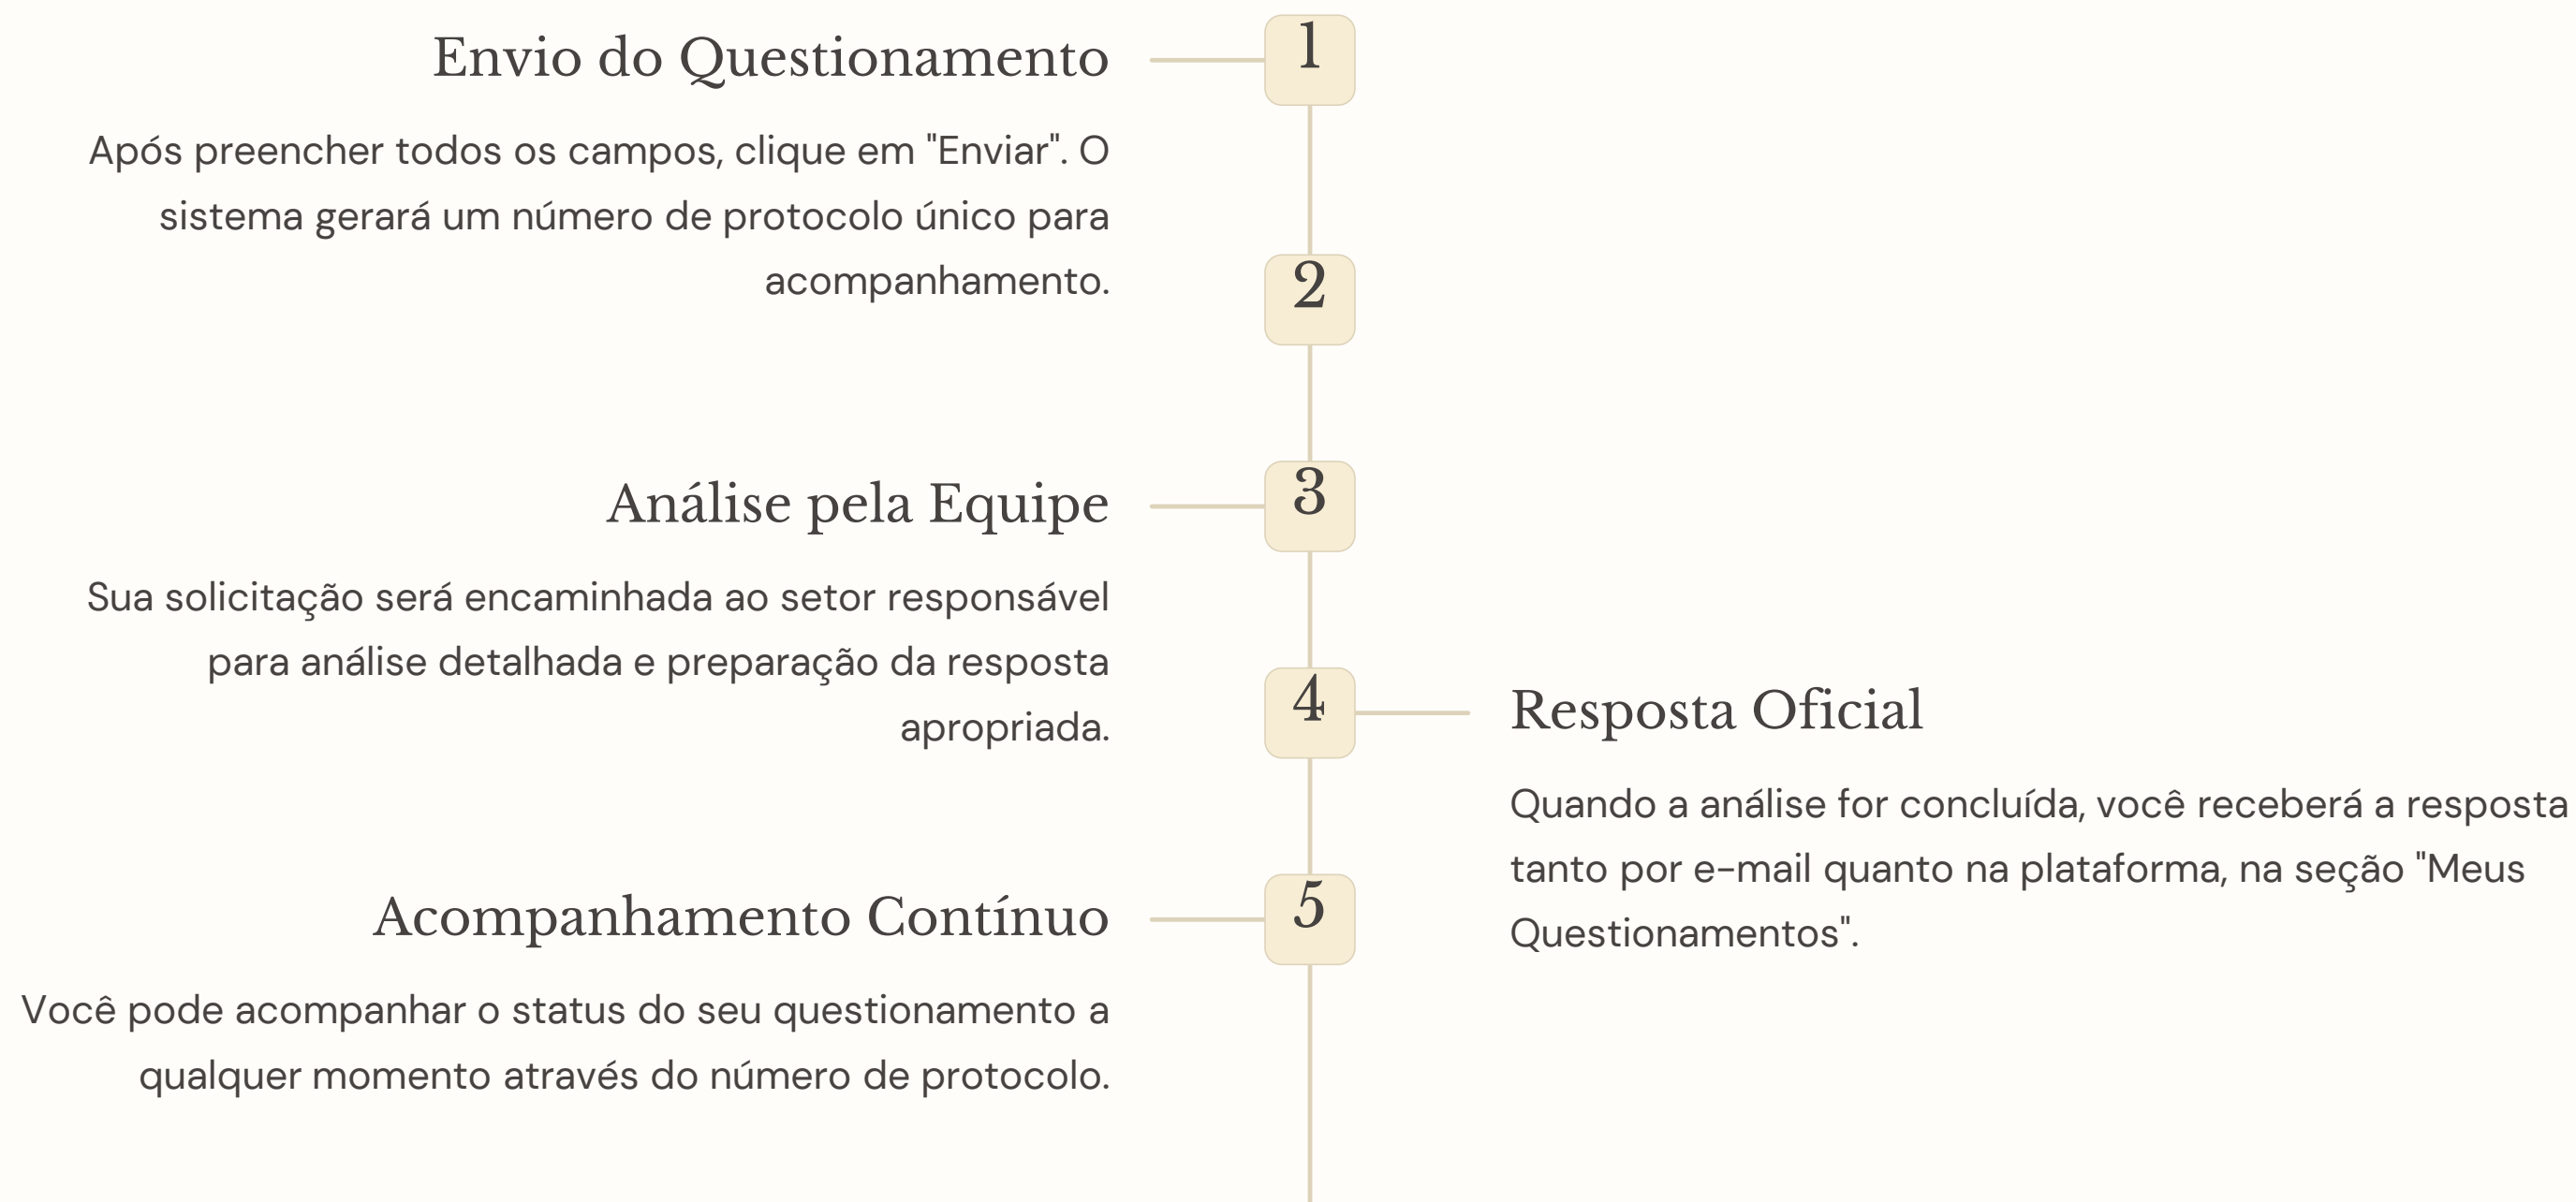 1
Envio do Questionamento
Após preencher todos os campos, clique em "Enviar". O
sistema gerará um número de protocolo único para
acompanhamento.
2
3
Análise pela Equipe
Sua solicitação será encaminhada ao setor responsável
para análise detalhada e preparação da resposta
apropriada.
4
Resposta Oficial
Quando a análise for concluída, você receberá a resposta
tanto por e-mail quanto na plataforma, na seção "Meus
Questionamentos".
5
Acompanhamento Contínuo
Você pode acompanhar o status do seu questionamento a
qualquer momento através do número de protocolo.